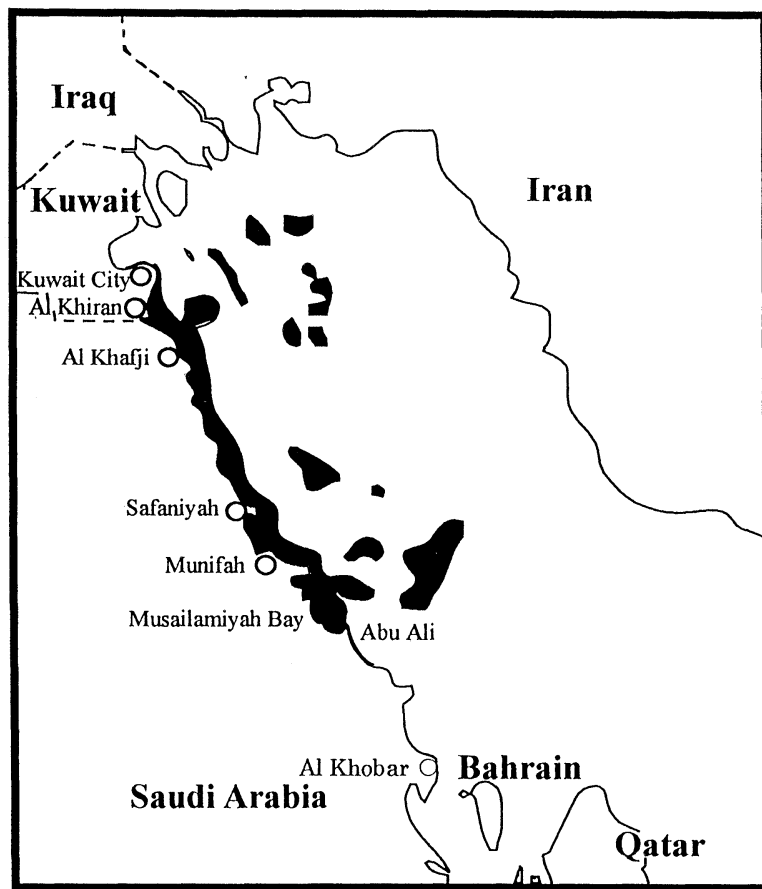 Iraq
Iran
Kuwait
Kuwait City
Al Khiran
Al Khafji
Safaniyah
Munifah
Musailamiyah Bay
Abu Ali
Al Khobar
Bahrain
Saudi Arabia
Qatar